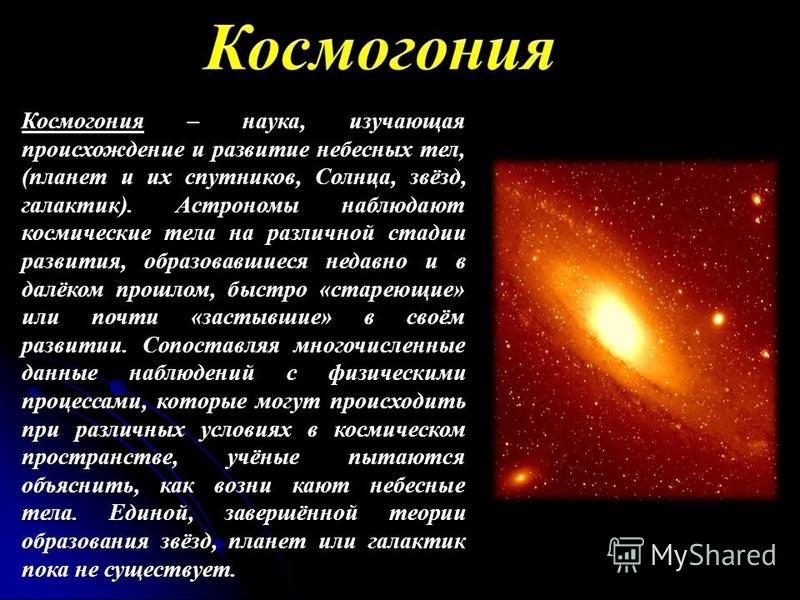 Космогония
Космогония – наука, изучающая
происхождение и развитие небесных тел,
(планет и их спутников, Солнца, звёзд,
галактик). Астрономы наблюдают
космические тела на различной стадии
развития, образовавшиеся недавно и в
далёком прошлом, быстро «стареющие»
или почти «застывшие» в своём
развитии. Сопоставляя многочисленные
данные наблюдений с физическими
процессами, которые могут происходить
при различных условиях в космическом
пространстве, учёные пытаются
объяснить, как возни кают небесные
тела. Единой, завершённой теории
образования звёзд, планет или галактик
пока не существует.
MyShared